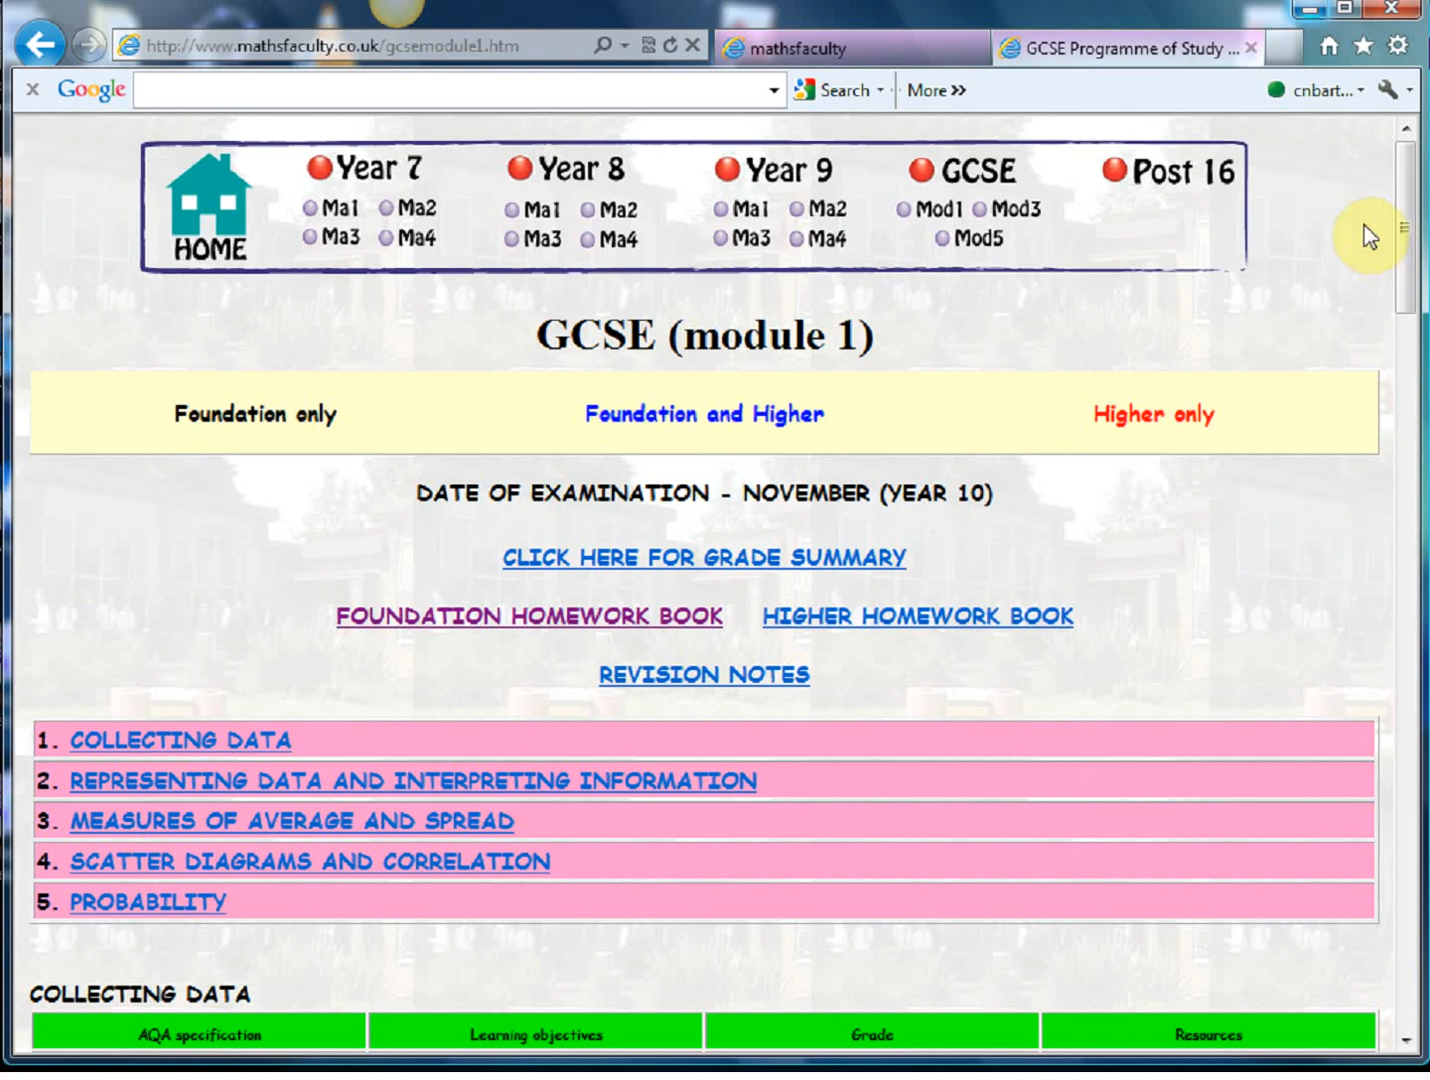 http://www.mathsfaculty.co.uk/gcsemodule1.htm
mathsfaculty
GCSE Programme of Study ...
Google
Search
More >>
cnbart...
HOME
Year 7
Ma1 Ma2
Ma3 Ma4
Year 8
Ma1 Ma2
Ma3 Ma4
Year 9
Ma1 Ma2
Ma3 Ma4
GCSE
Mod1 Mod3
Mod5
Post 16
GCSE (module 1)
Foundation only
Foundation and Higher
Higher only
DATE OF EXAMINATION - NOVEMBER (YEAR 10)
CLICK HERE FOR GRADE SUMMARY
FOUNDATION HOMEWORK BOOK
HIGHER HOMEWORK BOOK
REVISION NOTES
1. COLLECTING DATA
2. REPRESENTING DATA AND INTERPRETING INFORMATION
3. MEASURES OF AVERAGE AND SPREAD
4. SCATTER DIAGRAMS AND CORRELATION
5. PROBABILITY
COLLECTING DATA
AQA specification
Learning objectives
Grade
Resources